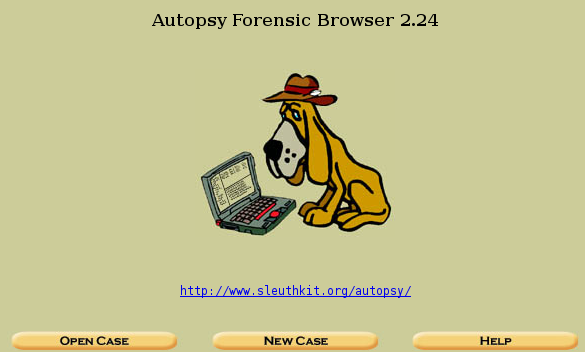 Autopsy Forensic Browser 2.24
http://www.sleuthkit.org/autopsy/
OPEN CASE NEW CASE HELP